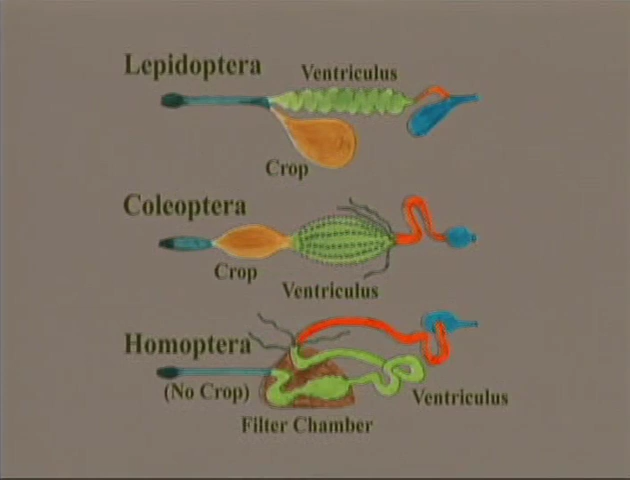 Lepidoptera
Ventriculus
Crop
Coleoptera
Crop
Ventriculus
Homoptera
(No Crop)
Ventriculus
Filter Chamber